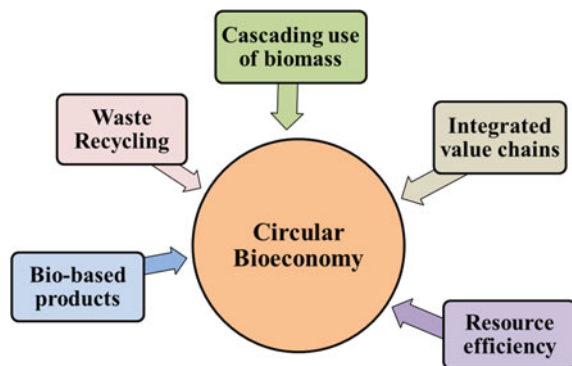 Cascading use
of biomass
Waste
Recycling
Integrated
value chains
Circular
Bioeconomy
Bio-based
products
Resource
efficiency